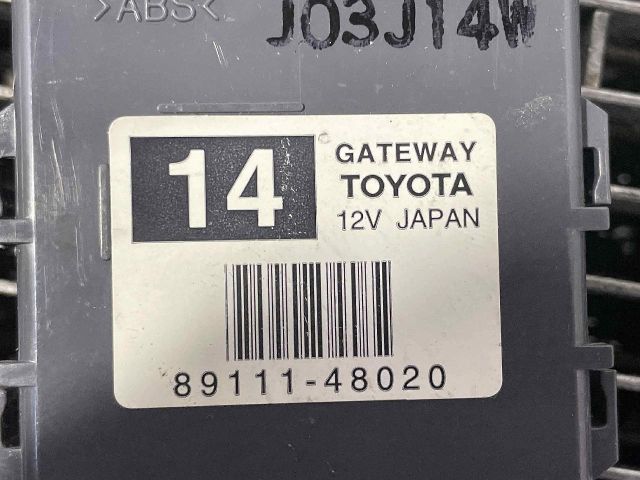 >ABS<
J03J14W
14
GATEWAY
TOYOTA
12V JAPAN
89111-48020